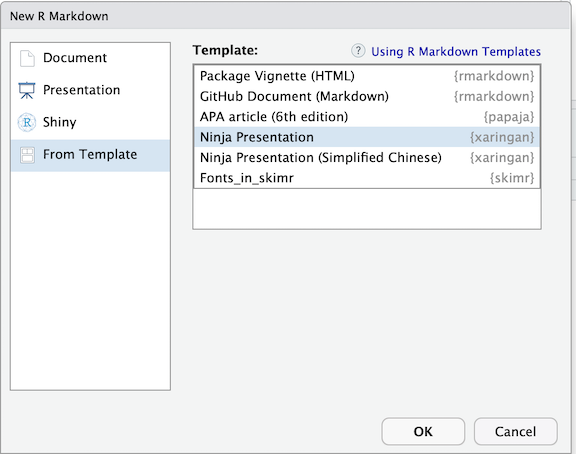 New R Markdown
Document
Presentation
R Shiny
From Template
Template: ? Using R Markdown Templates
Package Vignette (HTML) {rmarkdown}
GitHub Document (Markdown) {rmarkdown}
APA article (6th edition) {papaja}
Ninja Presentation {xaringan}
Ninja Presentation (Simplified Chinese) {xaringan}
Fonts_in_skimr {skimr}
OK Cancel